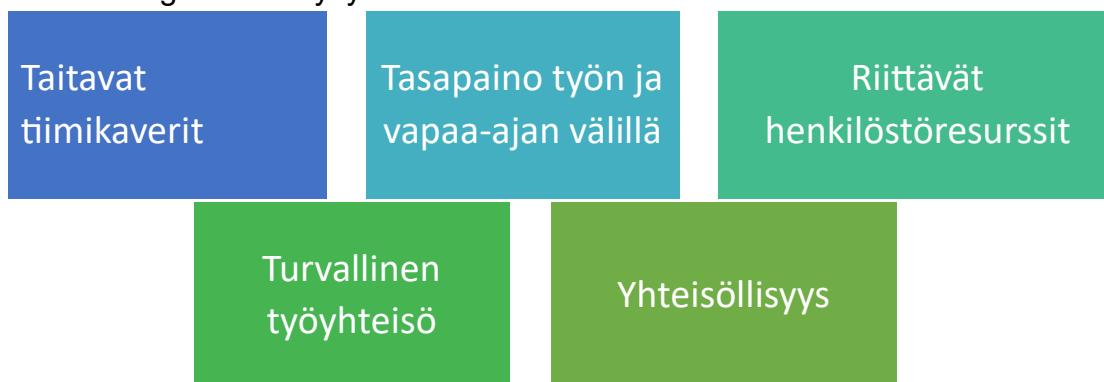 Taitavat
tiimikaverit
Tasapaino työn ja
vapaa-ajan välillä
Riittävät
henkilöstöresurssit
Turvallinen
työyhteisö
Yhteisöllisyys